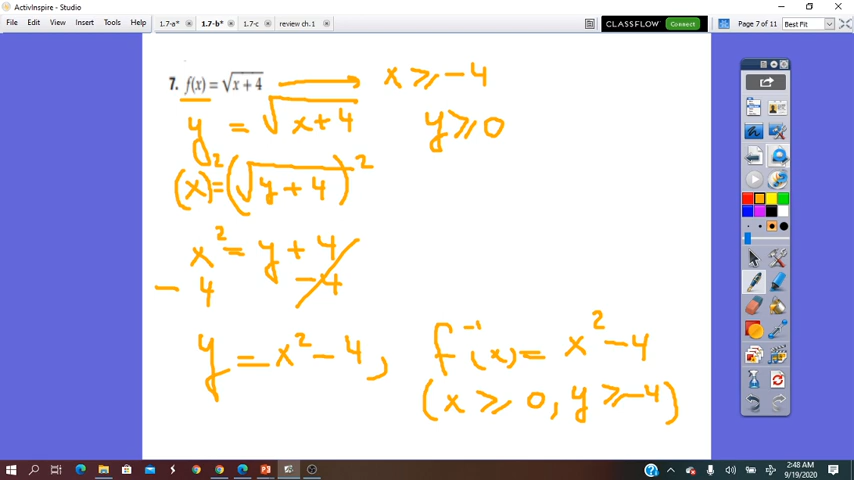 ActivInspire - Studio
File Edit View Insert Tools Help
1.7-a* 1.7-b* 1.7-c review ch.1
CLASSFLOW Connect Page 7 of 11 Best Fit
7. f(x) = √(x + 4) → x ≥ -4
y = √(x+4) y ≥ 0
(x)² = (√(y+4))²
x² = y + 4
- 4 - 4
y = x² - 4, f⁻¹(x) = x² - 4
(x ≥ 0, y ≥ -4)
2:48 AM
9/19/2020